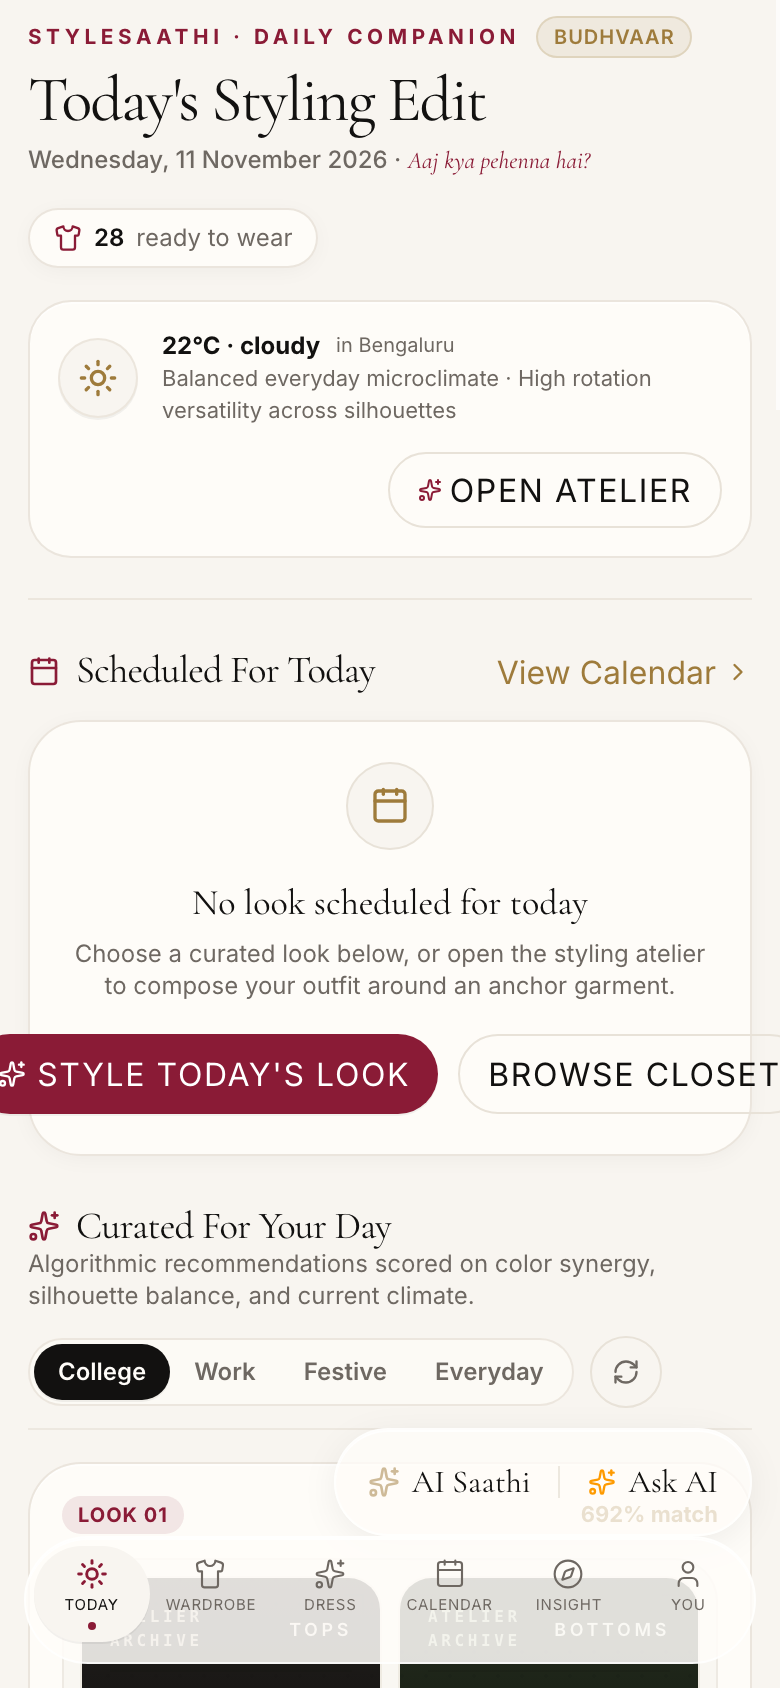 STYLESAATHI · DAILY COMPANION BUDHVAAR
Today's Styling Edit
Wednesday, 11 November 2026 · Aaj kya pehenna hai?
28 ready to wear
22°C · cloudy in Bengaluru
Balanced everyday microclimate · High rotation
versatility across silhouettes
OPEN ATELIER
Scheduled For Today View Calendar
No look scheduled for today
Choose a curated look below, or open the styling atelier
to compose your outfit around an anchor garment.
STYLE TODAY'S LOOK BROWSE CLOSET
Curated For Your Day
Algorithmic recommendations scored on color synergy,
silhouette balance, and current climate.
College Work Festive Everyday
AI Saathi Ask AI
LOOK 01 692% match
TODAY WARDROBE DRESS CALENDAR INSIGHT YOU
ATELIER
ARCHIVE TOPS ARCHIVE BOTTOMS